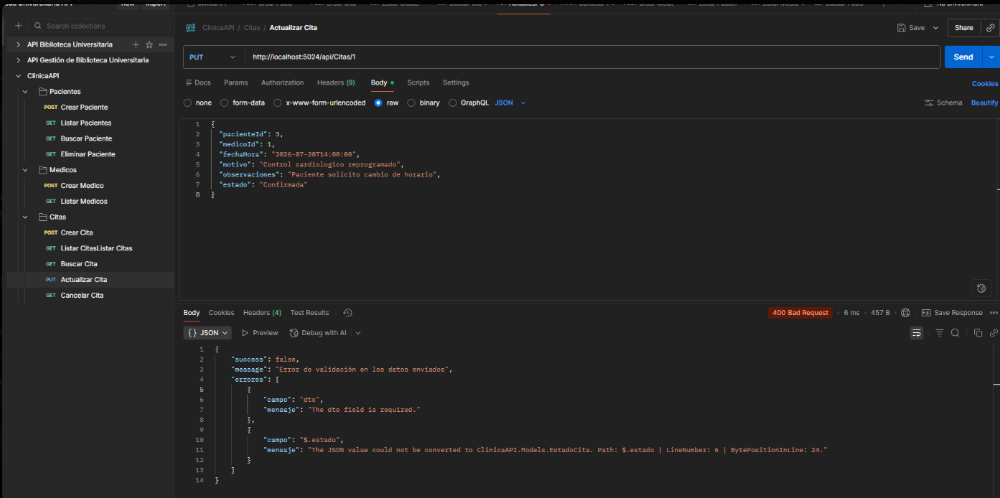 New Import
Search collections
API Biblioteca Universitaria
API Gestión de Biblioteca Universitaria
ClinicaAPI
Pacientes
POST Crear Paciente
GET Listar Pacientes
GET Buscar Paciente
GET Eliminar Paciente
Medicos
POST Crear Medico
GET Listar Medicos
Citas
POST Crear Cita
GET Listar CitasListar Citas
GET Buscar Cita
PUT Actualizar Cita
GET Cancelar Cita
ClinicaAPI / Citas / Actualizar Cita
Save
Share
PUT
http://localhost:5024/api/Citas/1
Send
Docs Params Authorization Headers (9) Body Scripts Settings
Cookies
none form-data x-www-form-urlencoded raw binary GraphQL JSON
Schema Beautify
1 {
2 "pacienteId": 3,
3 "medicoId": 1,
4 "fechaHora": "2026-07-20T14:00:00",
5 "motivo": "Control cardiologico reprogramado",
6 "observaciones": "Paciente solicito cambio de horario",
7 "estado": "Confirmada"
8 }
Body Cookies Headers (4) Test Results
400 Bad Request • 6 ms • 457 B
Save Response
{} JSON Preview Debug with AI
1 {
2 "success": false,
3 "message": "Error de validación en los datos enviados",
4 "errores": [
5 {
6 "campo": "dto",
7 "mensaje": "The dto field is required."
8 },
9 {
10 "campo": "$.estado",
11 "mensaje": "The JSON value could not be converted to ClinicaAPI.Models.EstadoCita. Path: $.estado | LineNumber: 6 | BytePositionInLine: 24."
12 }
13 ]
14 }